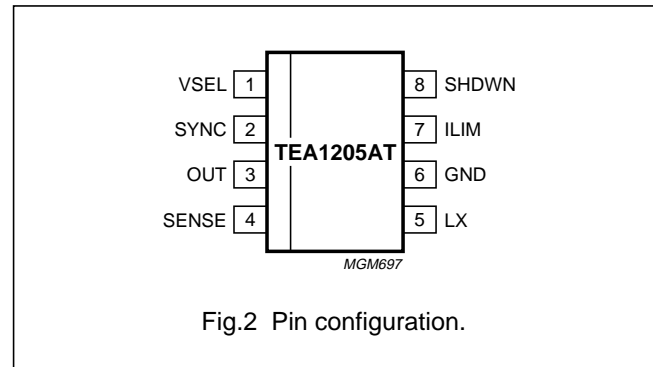 VSEL 1
SYNC 2
OUT 3
SENSE 4
TEA1205AT
8 SHDWN
7 ILIM
6 GND
5 LX
MGM697
Fig.2 Pin configuration.